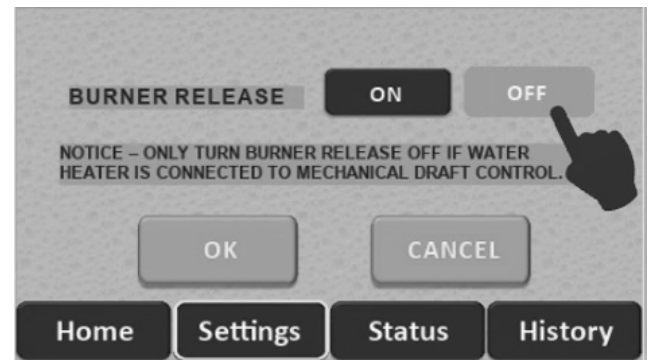 BURNER RELEASE ON OFF
NOTICE – ONLY TURN BURNER RELEASE OFF IF WATER
HEATER IS CONNECTED TO MECHANICAL DRAFT CONTROL.
OK CANCEL
Home Settings Status History